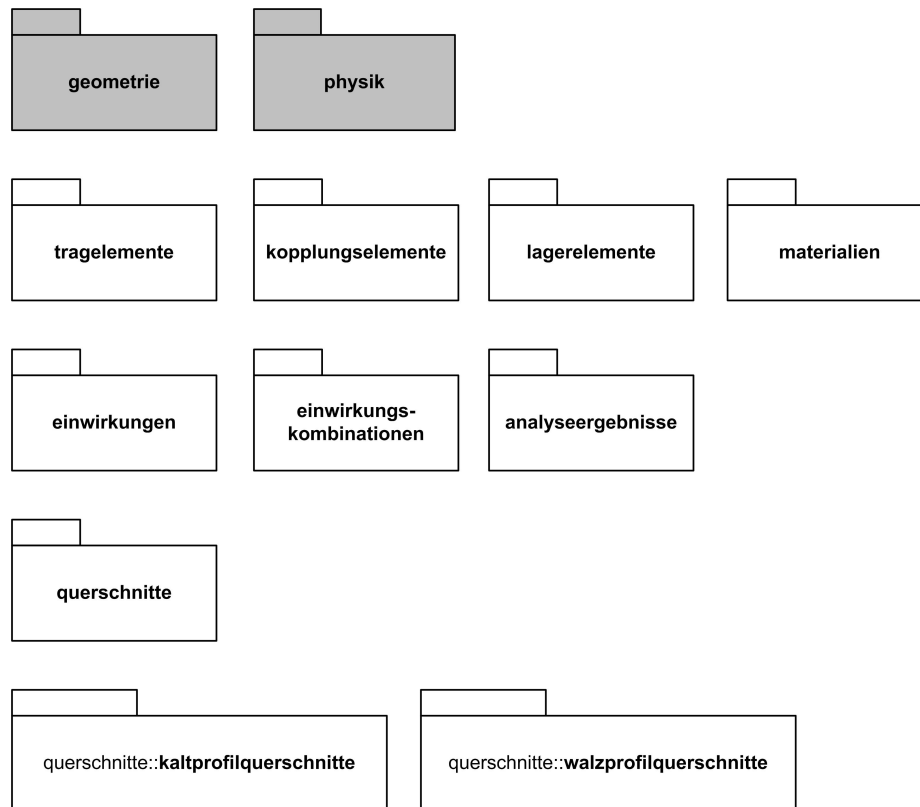 geometrie
physik
tragelemente
kopplungselemente
lagerelemente
materialien
einwirkungen
einwirkungs-
kombinationen
analyseergebnisse
querschnitte
querschnitte::kaltprofilquerschnitte
querschnitte::walzprofilquerschnitte